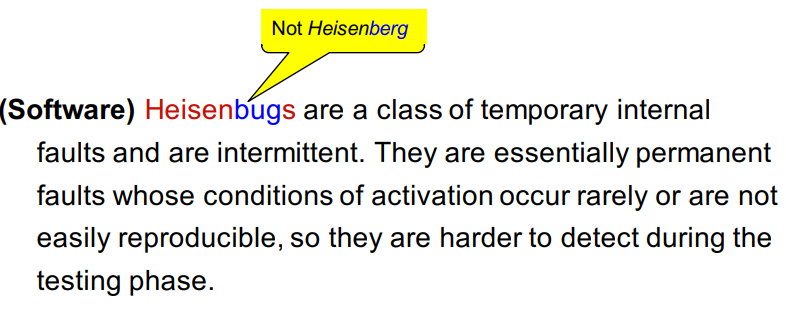 Not Heisenberg
(Software) Heisenbugs are a class of temporary internal
faults and are intermittent. They are essentially permanent
faults whose conditions of activation occur rarely or are not
easily reproducible, so they are harder to detect during the
testing phase.